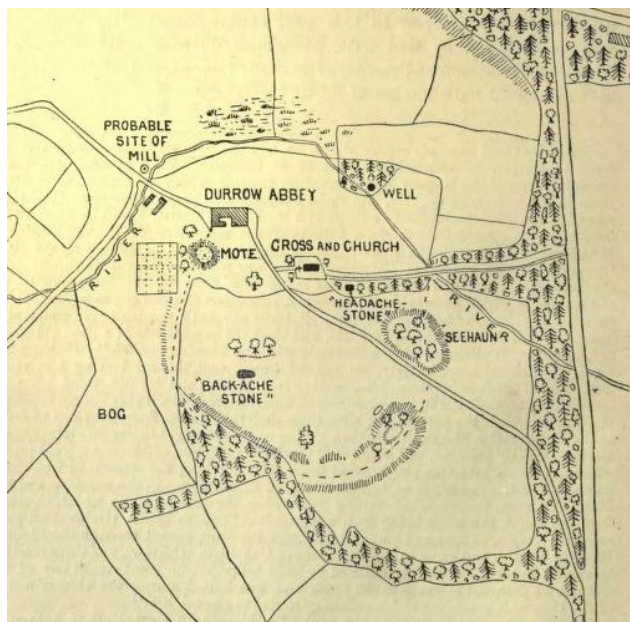 PROBABLE
SITE OF
MILL
DURROW ABBEY
WELL
RIVER
MOTE
CROSS AND CHURCH
"HEADACHE-
STONE"
RIVER
SEEHAUN
"BACK-ACHE
STONE"
BOG